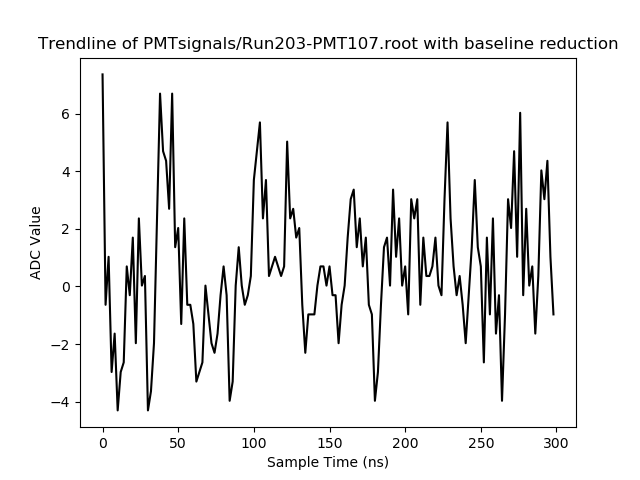 Trendline of PMTsignals/Run203-PMT107.root with baseline reduction
6
4
2
0
−2
−4
ADC Value
0 50 100 150 200 250 300
Sample Time (ns)